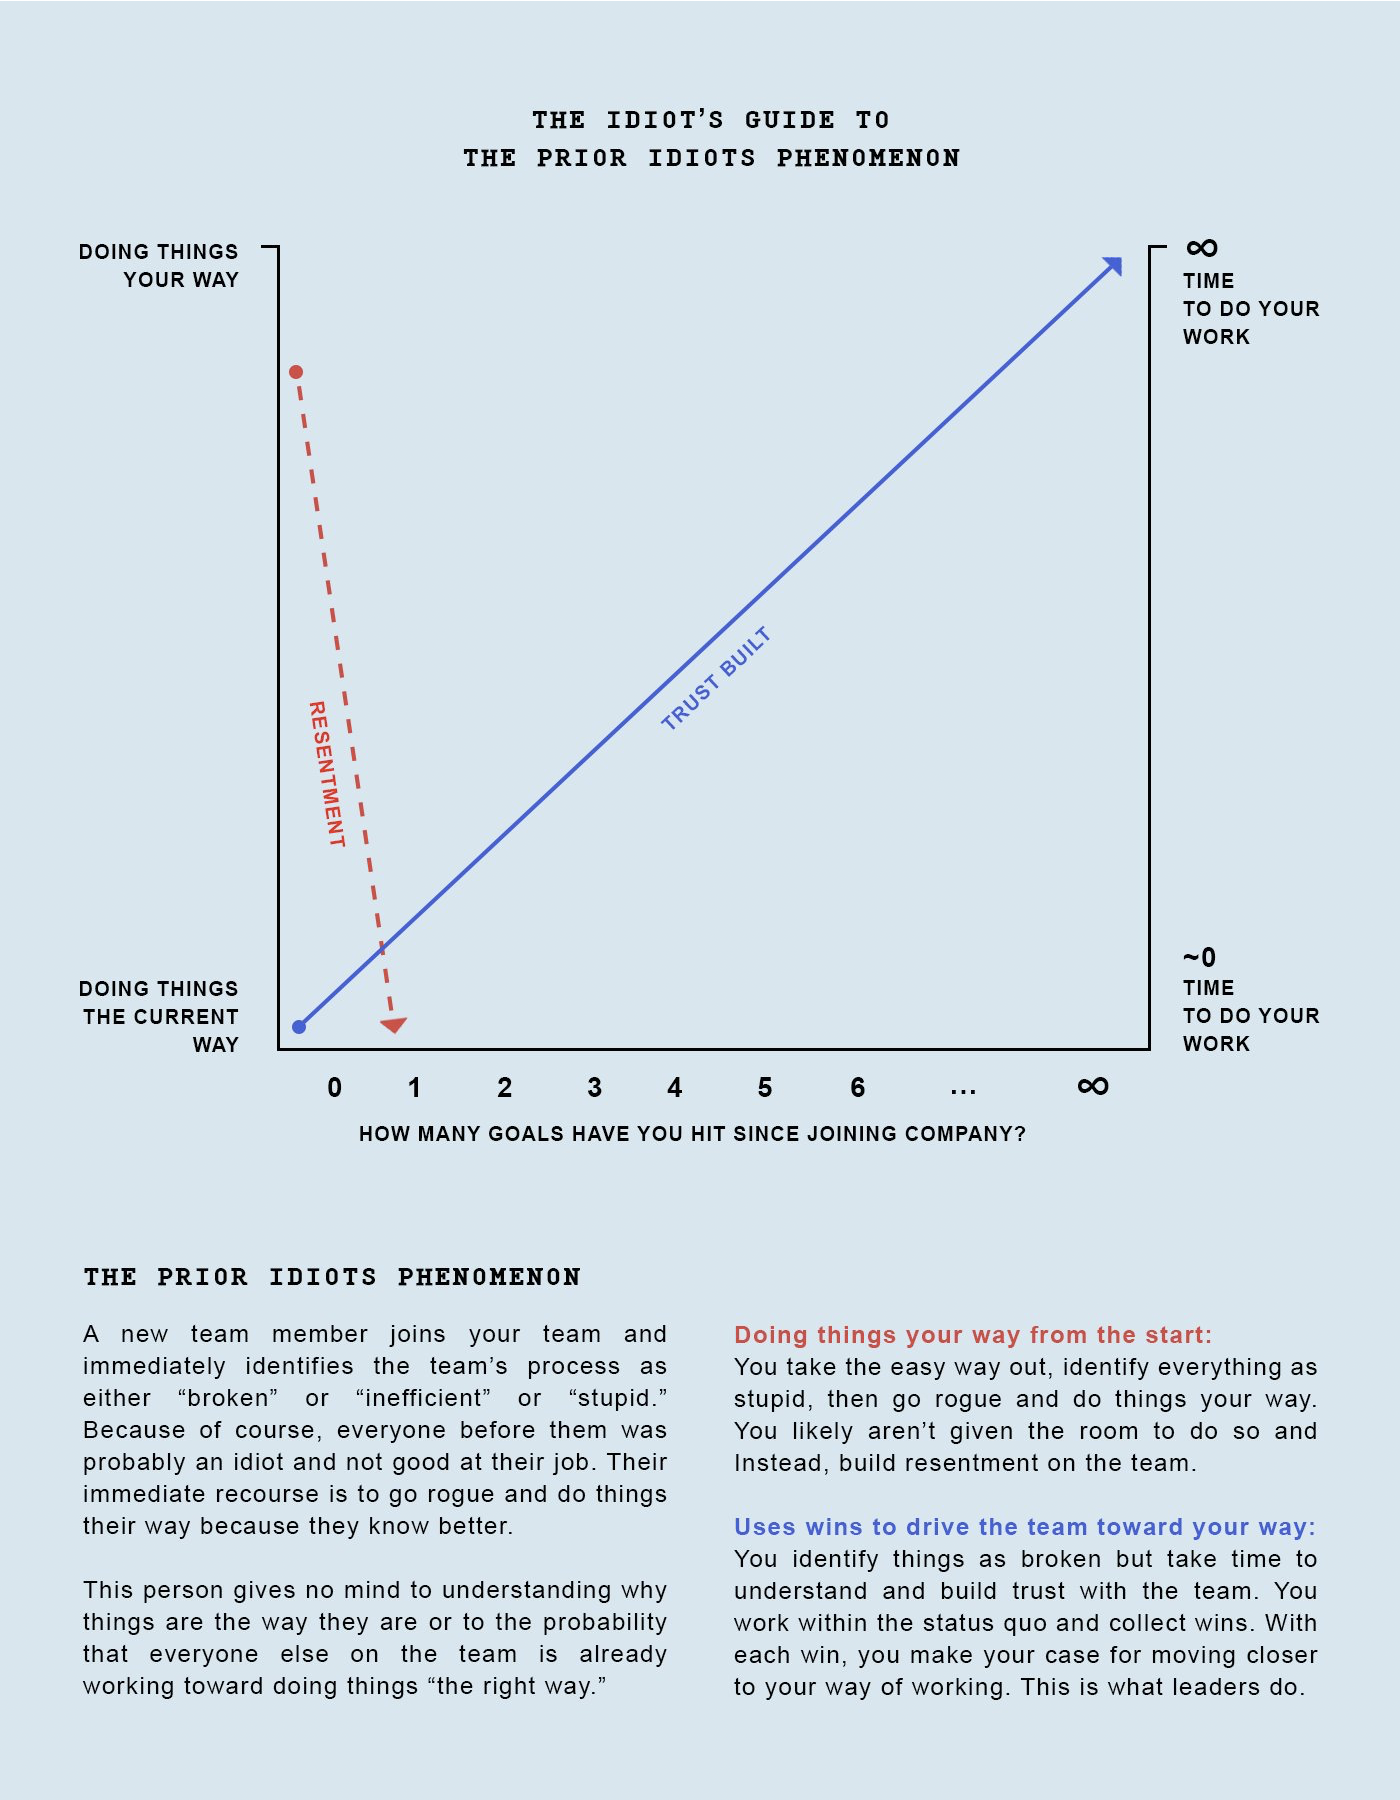 THE IDIOT’S GUIDE TO
THE PRIOR IDIOTS PHENOMENON
DOING THINGS
YOUR WAY
∞
TIME
TO DO YOUR
WORK
RESENTMENT
TRUST BUILT
DOING THINGS
THE CURRENT
WAY
~0
TIME
TO DO YOUR
WORK
0 1 2 3 4 5 6 ... ∞
HOW MANY GOALS HAVE YOU HIT SINCE JOINING COMPANY?
THE PRIOR IDIOTS PHENOMENON
A new team member joins your team and
immediately identifies the team’s process as
either “broken” or “inefficient” or “stupid.”
Because of course, everyone before them was
probably an idiot and not good at their job. Their
immediate recourse is to go rogue and do things
their way because they know better.
This person gives no mind to understanding why
things are the way they are or to the probability
that everyone else on the team is already
working toward doing things “the right way.”
Doing things your way from the start:
You take the easy way out, identify everything as
stupid, then go rogue and do things your way.
You likely aren’t given the room to do so and
Instead, build resentment on the team.
Uses wins to drive the team toward your way:
You identify things as broken but take time to
understand and build trust with the team. You
work within the status quo and collect wins. With
each win, you make your case for moving closer
to your way of working. This is what leaders do.